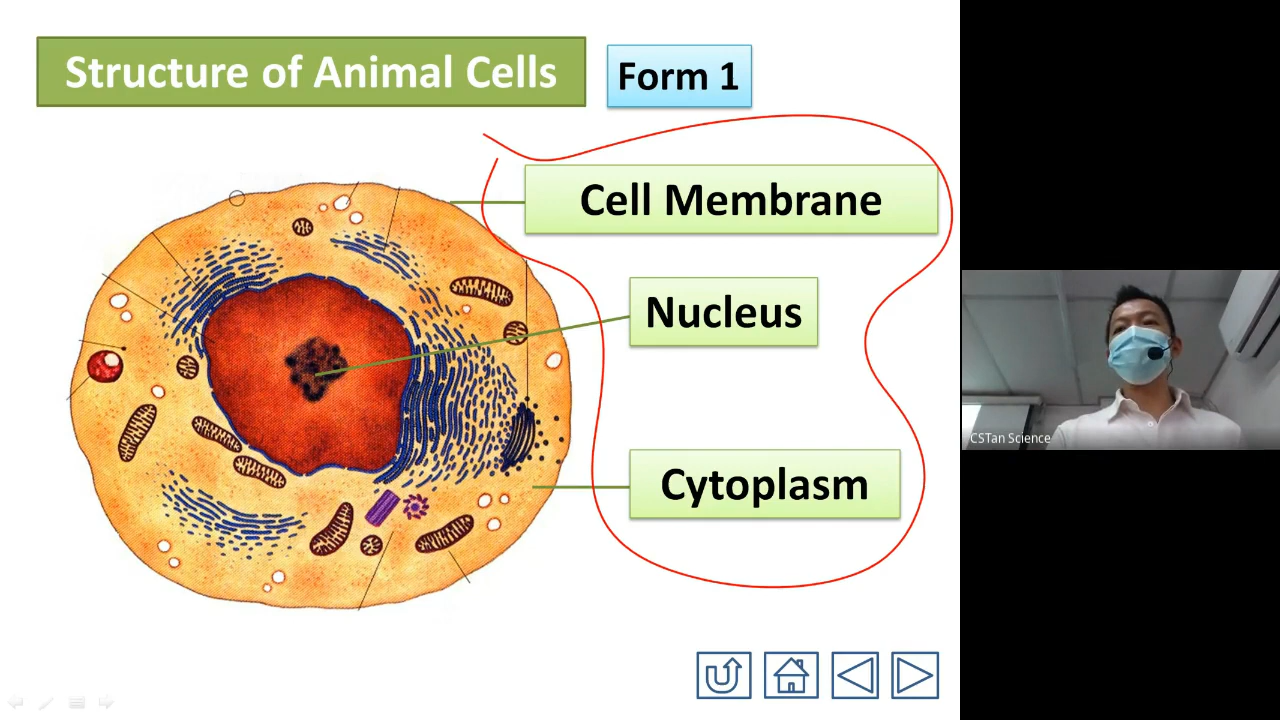 Structure of Animal Cells
Form 1
Cell Membrane
Nucleus
Cytoplasm
CSTan Science